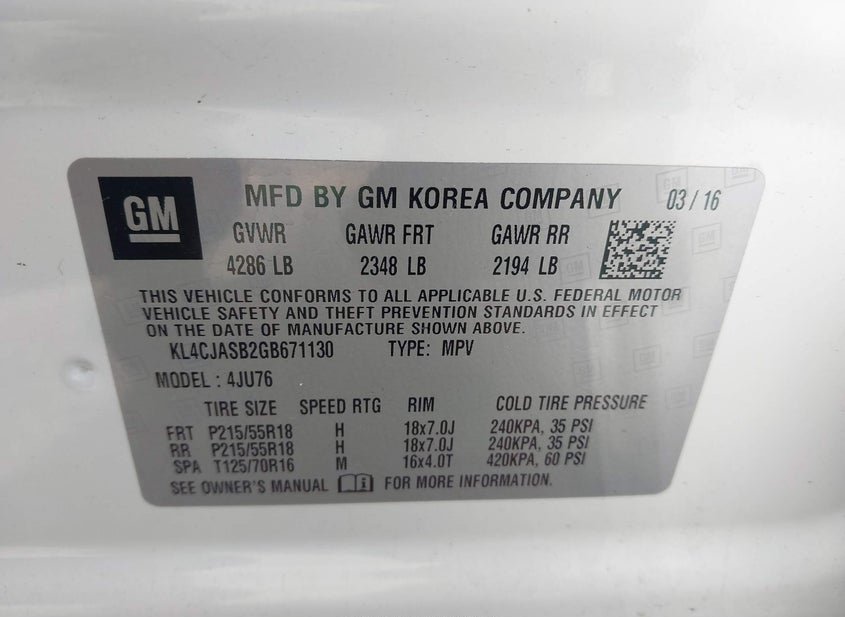 GM
MFD BY GM KOREA COMPANY 03/16
GVWR GAWR FRT GAWR RR
4286 LB 2348 LB 2194 LB
THIS VEHICLE CONFORMS TO ALL APPLICABLE U.S. FEDERAL MOTOR
VEHICLE SAFETY AND THEFT PREVENTION STANDARDS IN EFFECT
ON THE DATE OF MANUFACTURE SHOWN ABOVE.
KL4CJASB2GB671130 TYPE: MPV
MODEL: 4JU76
TIRE SIZE SPEED RTG RIM COLD TIRE PRESSURE
FRT P215/55R18 H 18x7.0J 240KPA, 35 PSI
RR P215/55R18 H 18x7.0J 240KPA, 35 PSI
SPA T125/70R16 M 16x4.0T 420KPA, 60 PSI
SEE OWNER'S MANUAL FOR MORE INFORMATION.